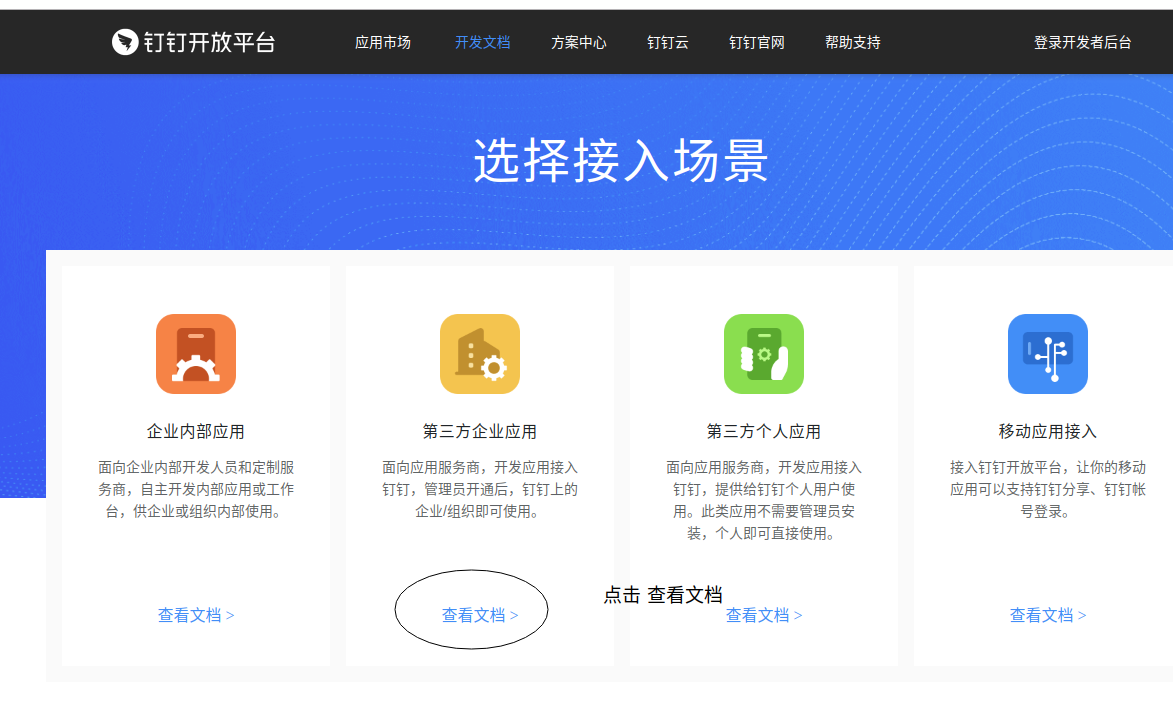 钉钉开放平台 应用市场 开发文档 方案中心 钉钉云 钉钉官网 帮助支持 登录开发者后台
选择接入场景
企业内部应用
面向企业内部开发人员和定制服
务商，自主开发内部应用或工作
台，供企业或组织内部使用。
查看文档 >
第三方企业应用
面向应用服务商，开发应用接入
钉钉，管理员开通后，钉钉上的
企业/组织即可使用。
查看文档 >
点击 查看文档
第三方个人应用
面向应用服务商，开发应用接入
钉钉，提供给钉钉个人用户使
用。此类应用不需要管理员安
装，个人即可直接使用。
查看文档 >
移动应用接入
接入钉钉开放平台，让你的移动
应用可以支持钉钉分享、钉钉帐
号登录。
查看文档 >